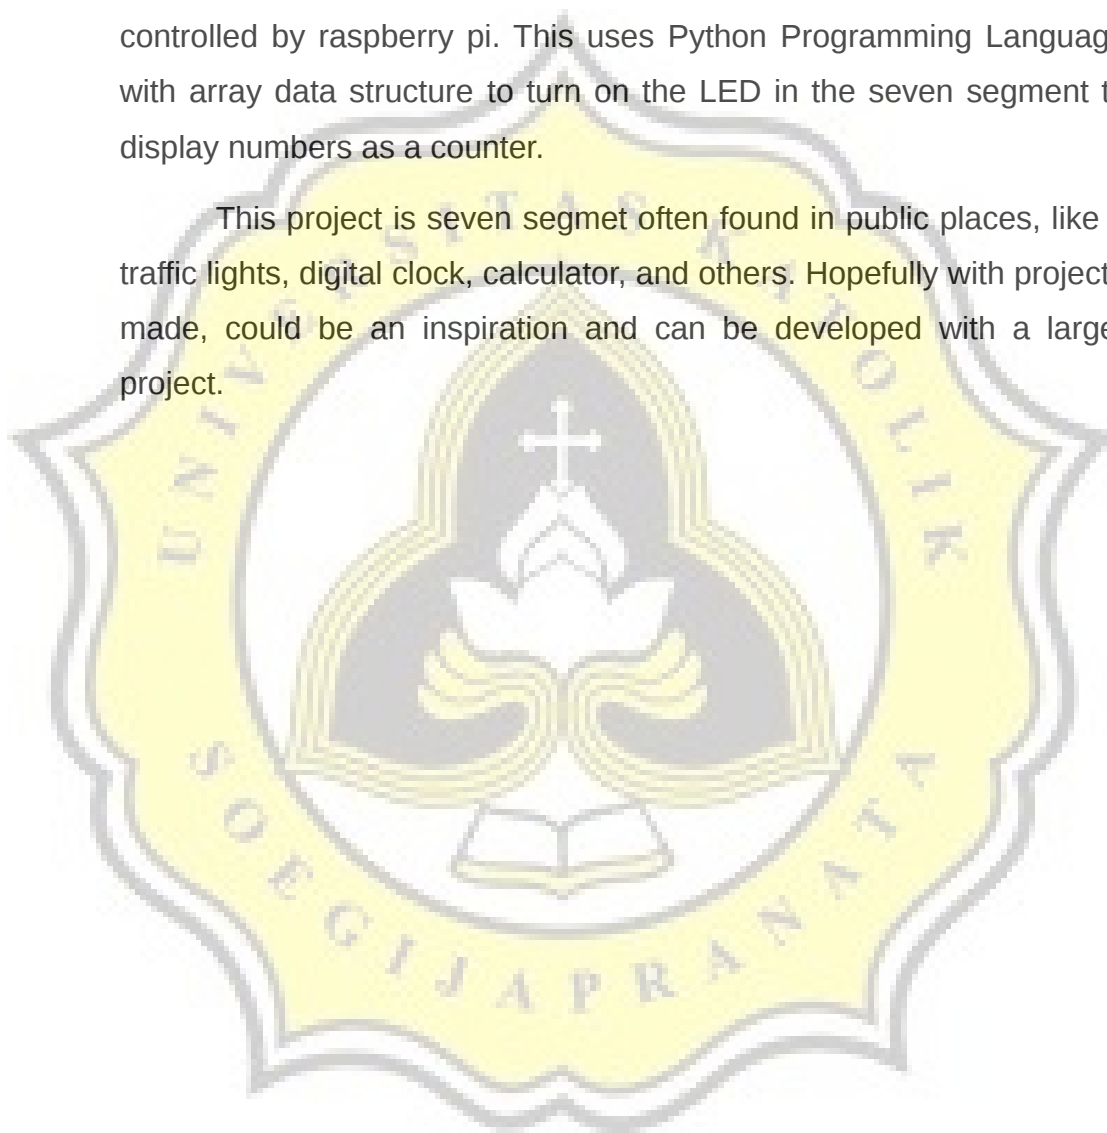 controlled by raspberry pi. This uses Python Programming Languag
with array data structure to turn on the LED in the seven segment t
display numbers as a counter.
This project is seven segmet often found in public places, like
traffic lights, digital clock, calculator, and others. Hopefully with project
made, could be an inspiration and can be developed with a large
project.
UNIVERSITAS KATOLIK
SOEGIJAPRANATA